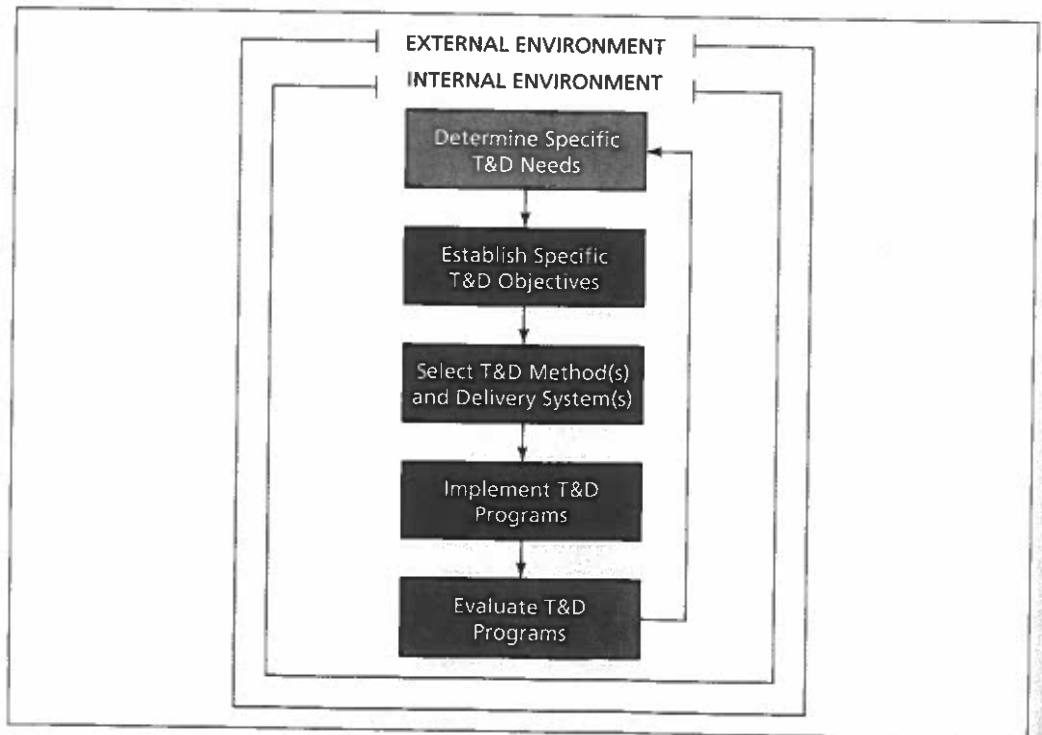 EXTERNAL ENVIRONMENT
INTERNAL ENVIRONMENT
Determine Specific
T&D Needs
Establish Specific
T&D Objectives
Select T&D Method(s)
and Delivery System(s)
Implement T&D
Programs
Evaluate T&D
Programs